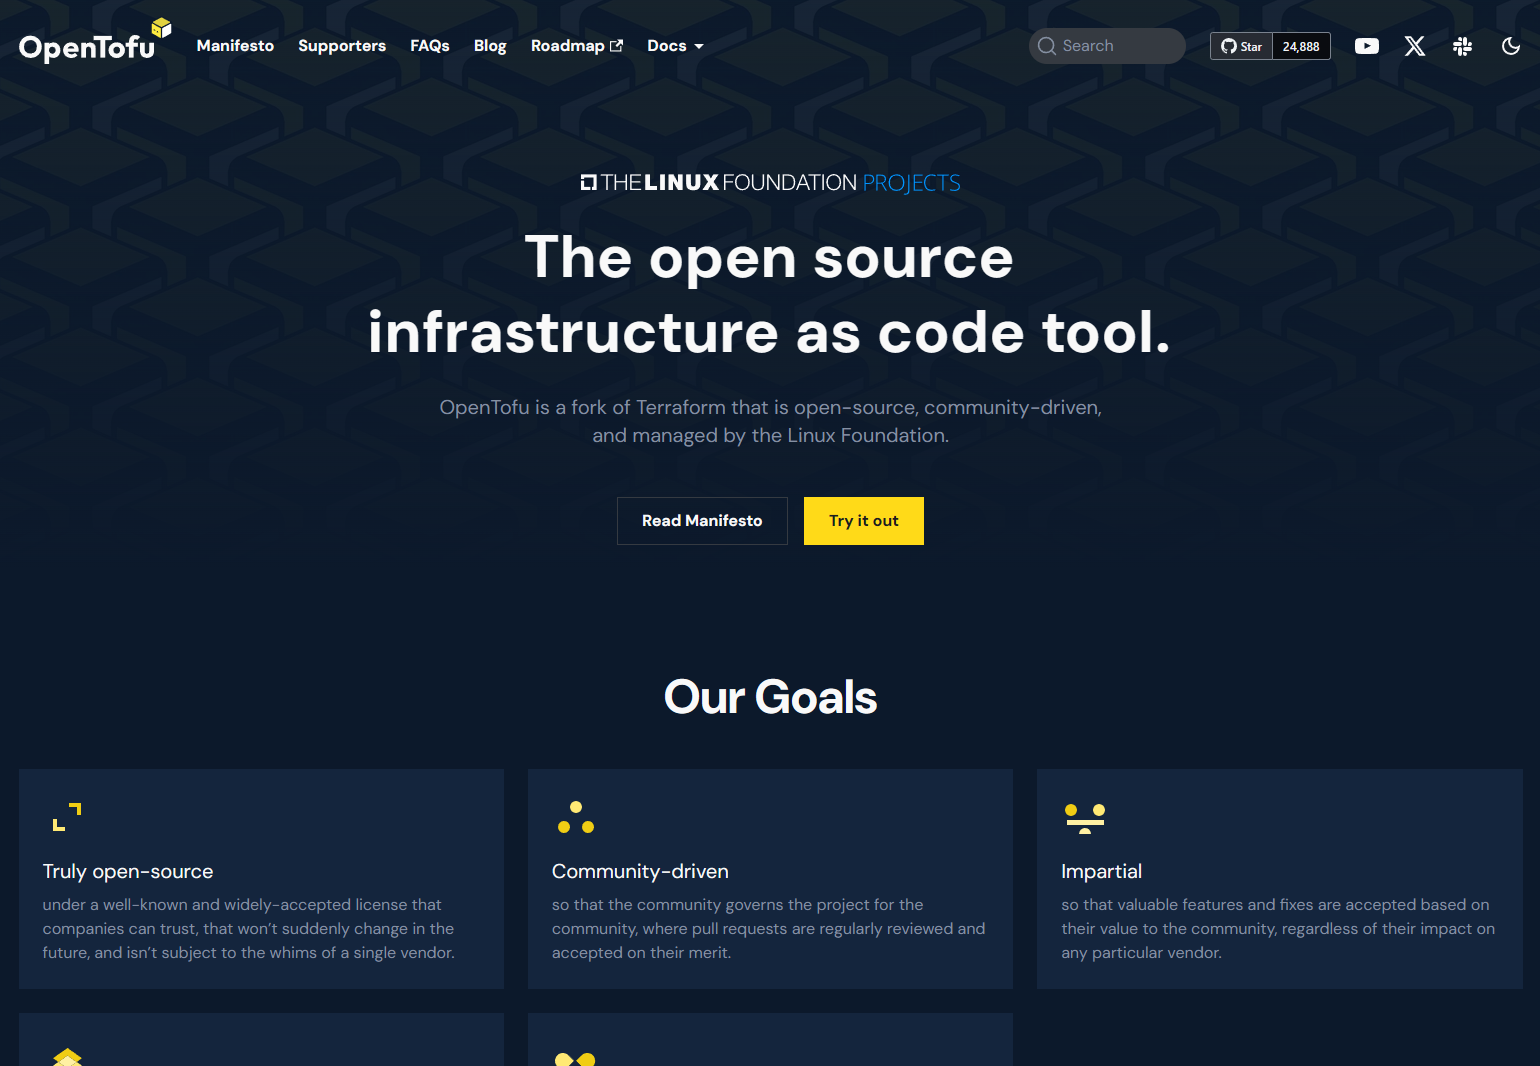 OpenTofu
Manifesto
Supporters
FAQs
Blog
Roadmap
Docs
Search
Star
24,888
THE LINUX FOUNDATION PROJECTS
The open source
infrastructure as code tool.
OpenTofu is a fork of Terraform that is open-source, community-driven,
and managed by the Linux Foundation.
Read Manifesto
Try it out
Our Goals
Truly open-source
under a well-known and widely-accepted license that
companies can trust, that won’t suddenly change in the
future, and isn’t subject to the whims of a single vendor.
Community-driven
so that the community governs the project for the
community, where pull requests are regularly reviewed and
accepted on their merit.
Impartial
so that valuable features and fixes are accepted based on
their value to the community, regardless of their impact on
any particular vendor.